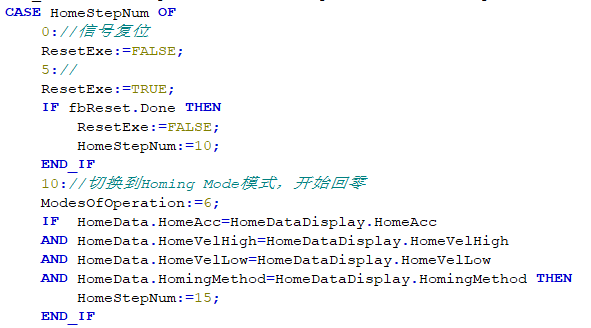 CASE HomeStepNum OF
0://信号复位
ResetExe:=FALSE;
5://
ResetExe:=TRUE;
IF fbReset.Done THEN
ResetExe:=FALSE;
HomeStepNum:=10;
END_IF
10://切换到Homing Mode模式，开始回零
ModesOfOperation:=6;
IF HomeData.HomeAcc=HomeDataDisplay.HomeAcc
AND HomeData.HomeVelHigh=HomeDataDisplay.HomeVelHigh
AND HomeData.HomeVelLow=HomeDataDisplay.HomeVelLow
AND HomeData.HomingMethod=HomeDataDisplay.HomingMethod THEN
HomeStepNum:=15;
END_IF